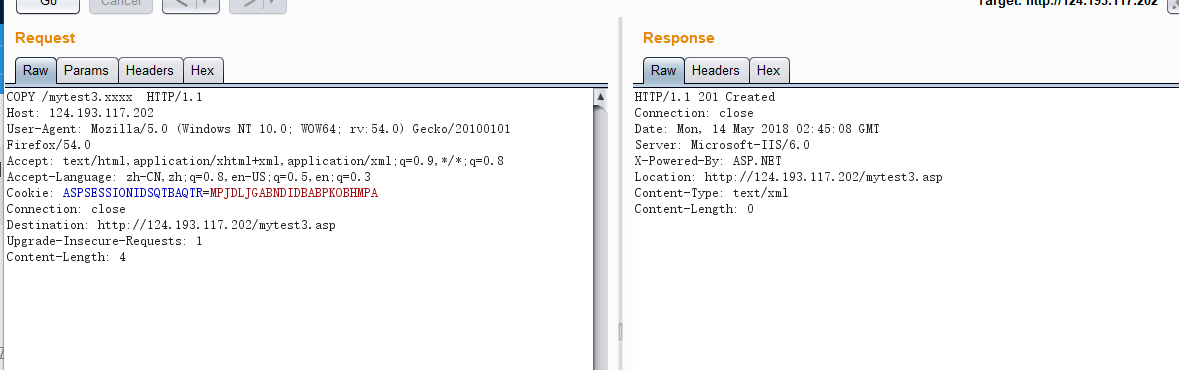 Go
Cancel
<
>
Target: http://124.193.117.202
Request
Response
Raw Params Headers Hex
Raw Headers Hex
COPY /mytest3.xxxx  HTTP/1.1
Host: 124.193.117.202
User-Agent: Mozilla/5.0 (Windows NT 10.0; WOW64; rv:54.0) Gecko/20100101
Firefox/54.0
Accept: text/html,application/xhtml+xml,application/xml;q=0.9,*/*;q=0.8
Accept-Language: zh-CN,zh;q=0.8,en-US;q=0.5,en;q=0.3
Cookie: ASPSESSIONIDSQTBAQTR=MPJDLJGABNDIDBABPKOBHMPA
Connection: close
Destination: http://124.193.117.202/mytest3.asp
Upgrade-Insecure-Requests: 1
Content-Length: 4
HTTP/1.1 201 Created
Connection: close
Date: Mon, 14 May 2018 02:45:08 GMT
Server: Microsoft-IIS/6.0
X-Powered-By: ASP.NET
Location: http://124.193.117.202/mytest3.asp
Content-Type: text/xml
Content-Length: 0